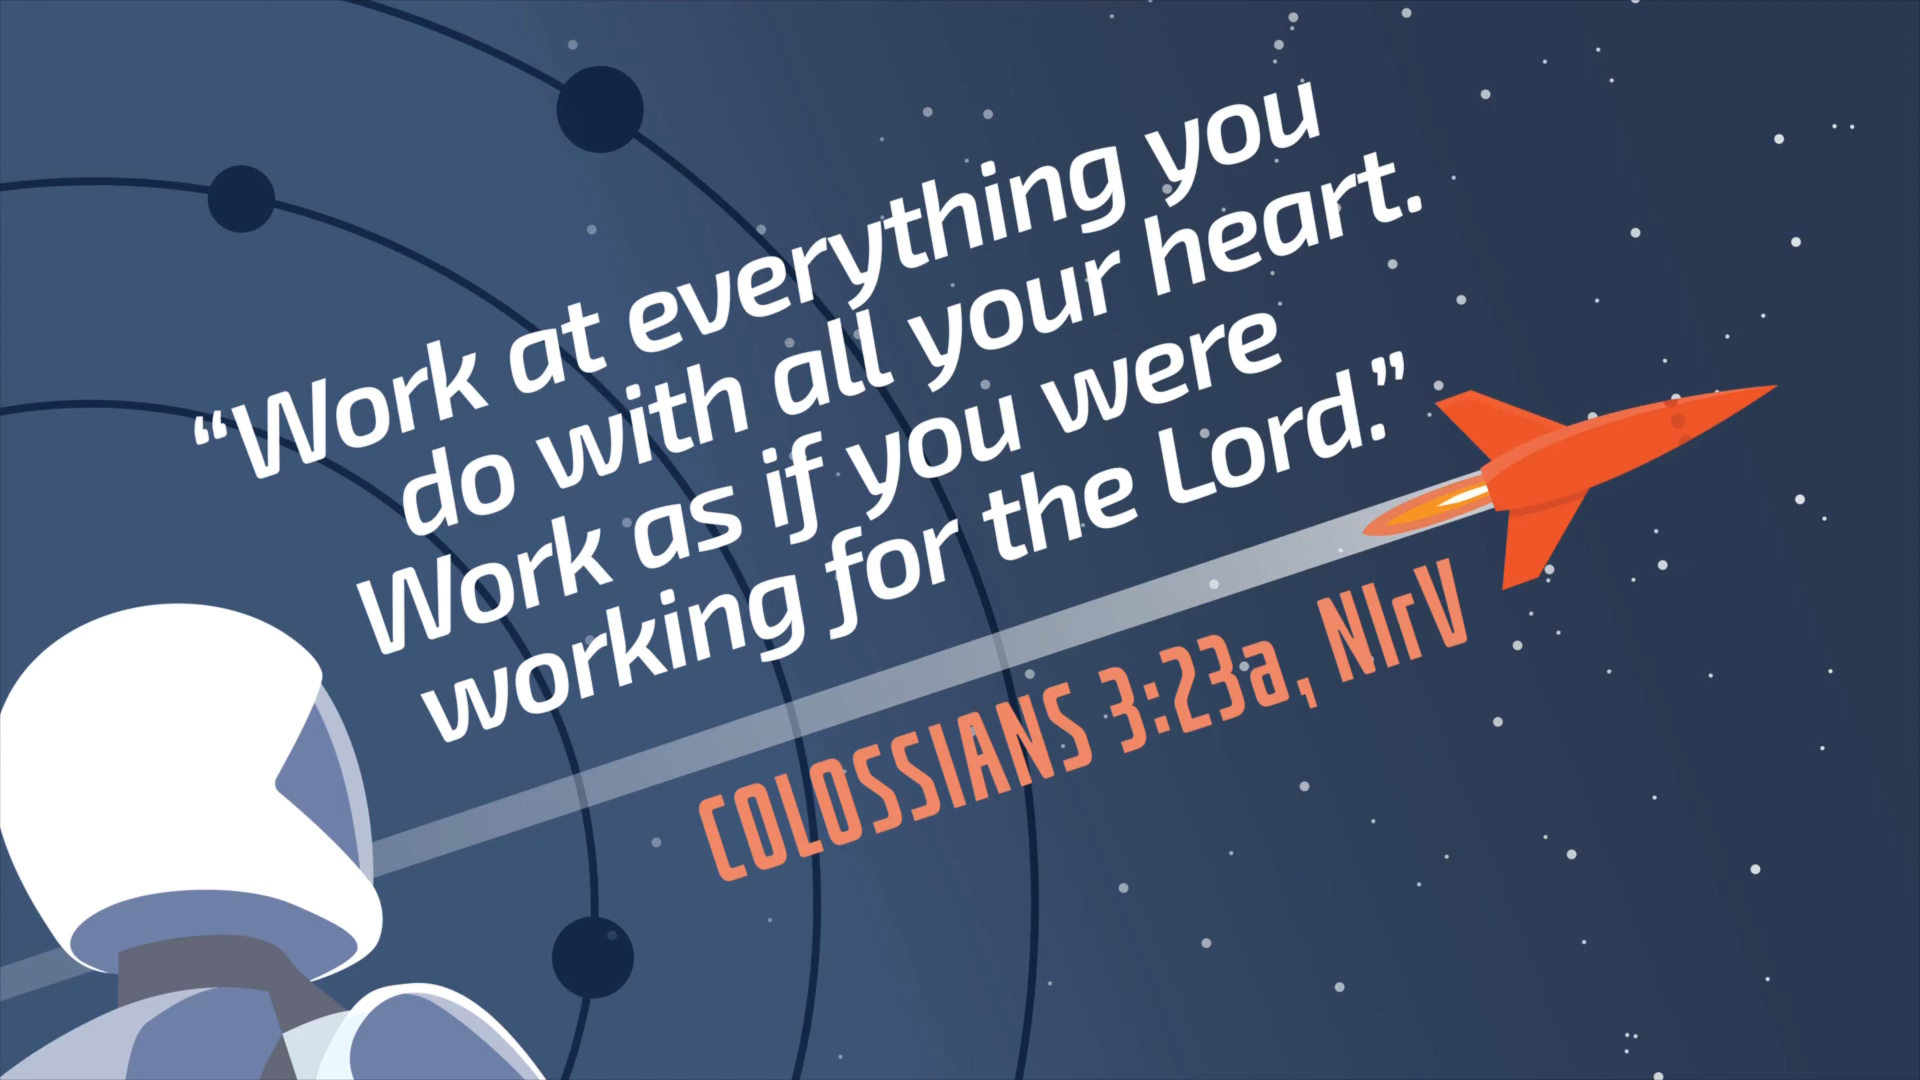 “Work at everything you
do with all your heart.
Work as if you were
working for the Lord.”
COLOSSIANS 3:23a, NIrV